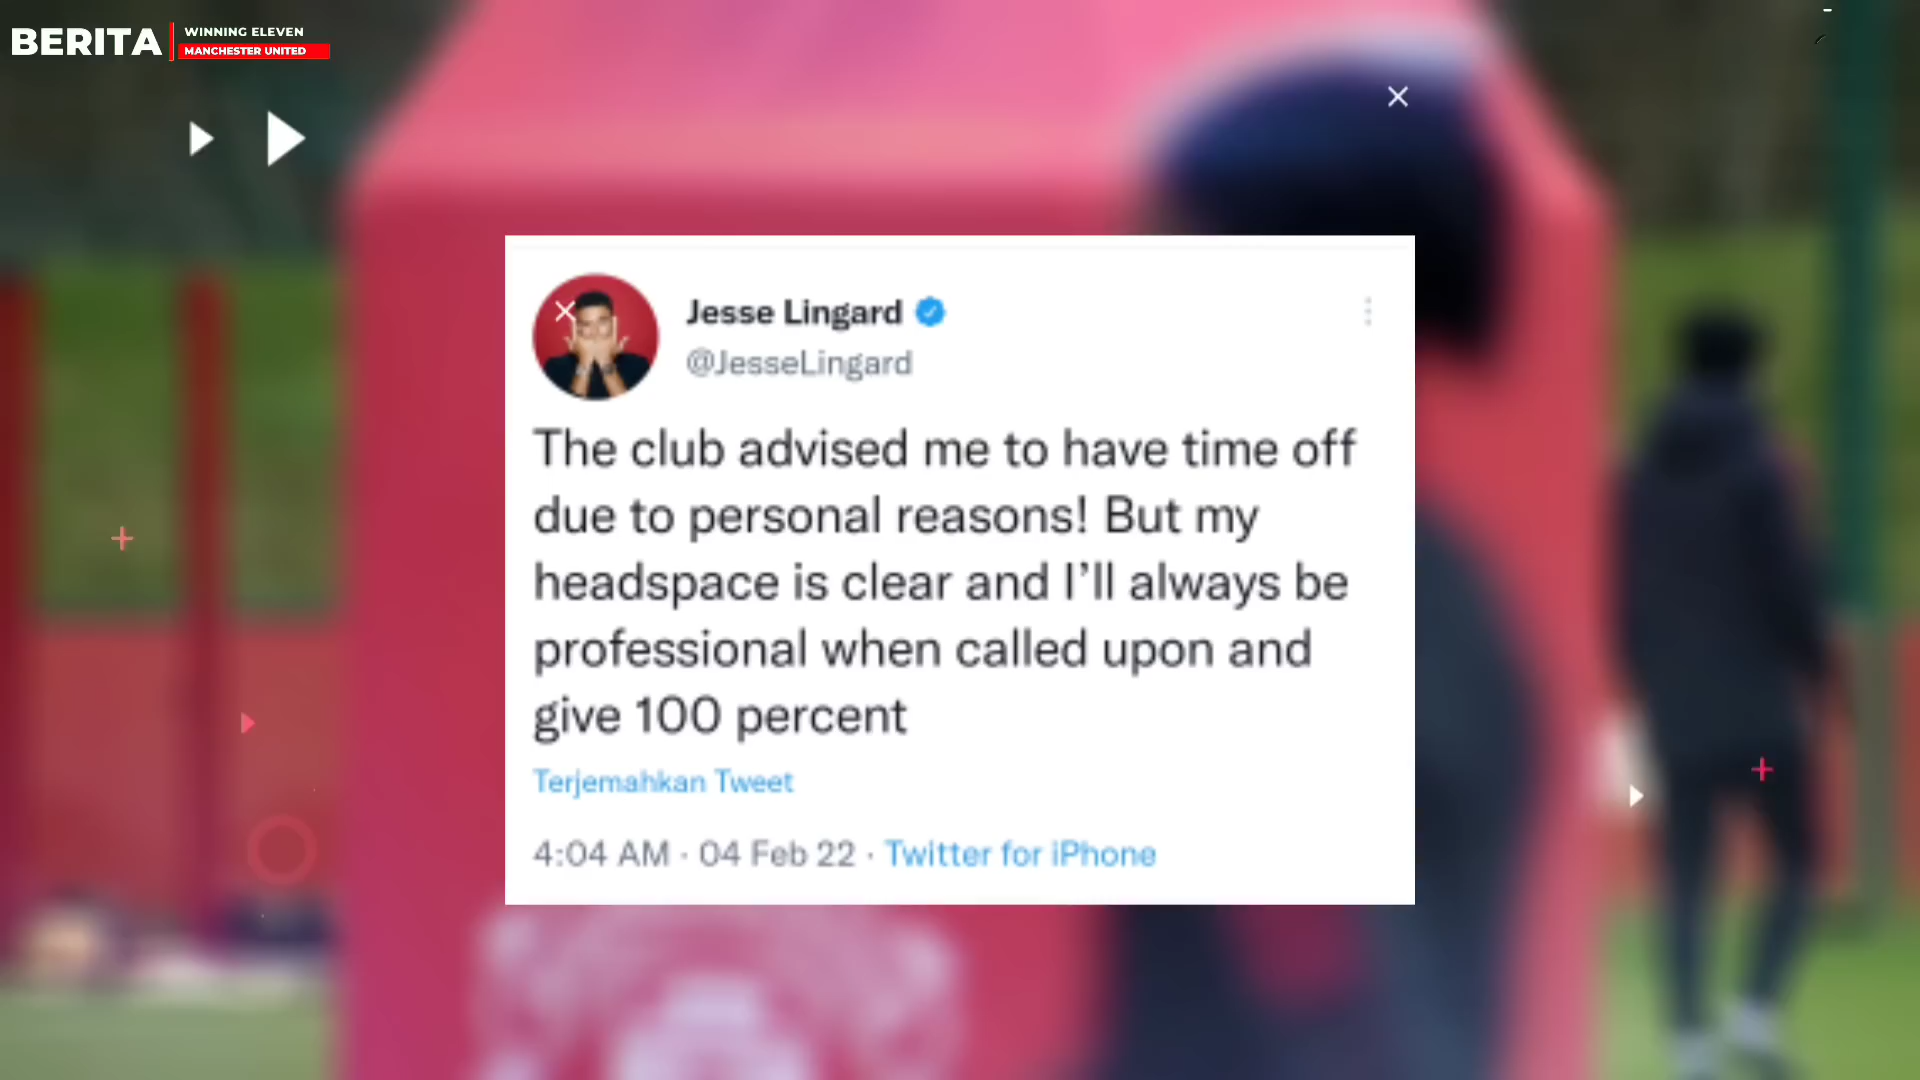 BERITA
WINNING ELEVEN
MANCHESTER UNITED
Jesse Lingard
@JesseLingard
The club advised me to have time off
due to personal reasons! But my
headspace is clear and I’ll always be
professional when called upon and
give 100 percent
Terjemahkan Tweet
4:04 AM · 04 Feb 22 · Twitter for iPhone